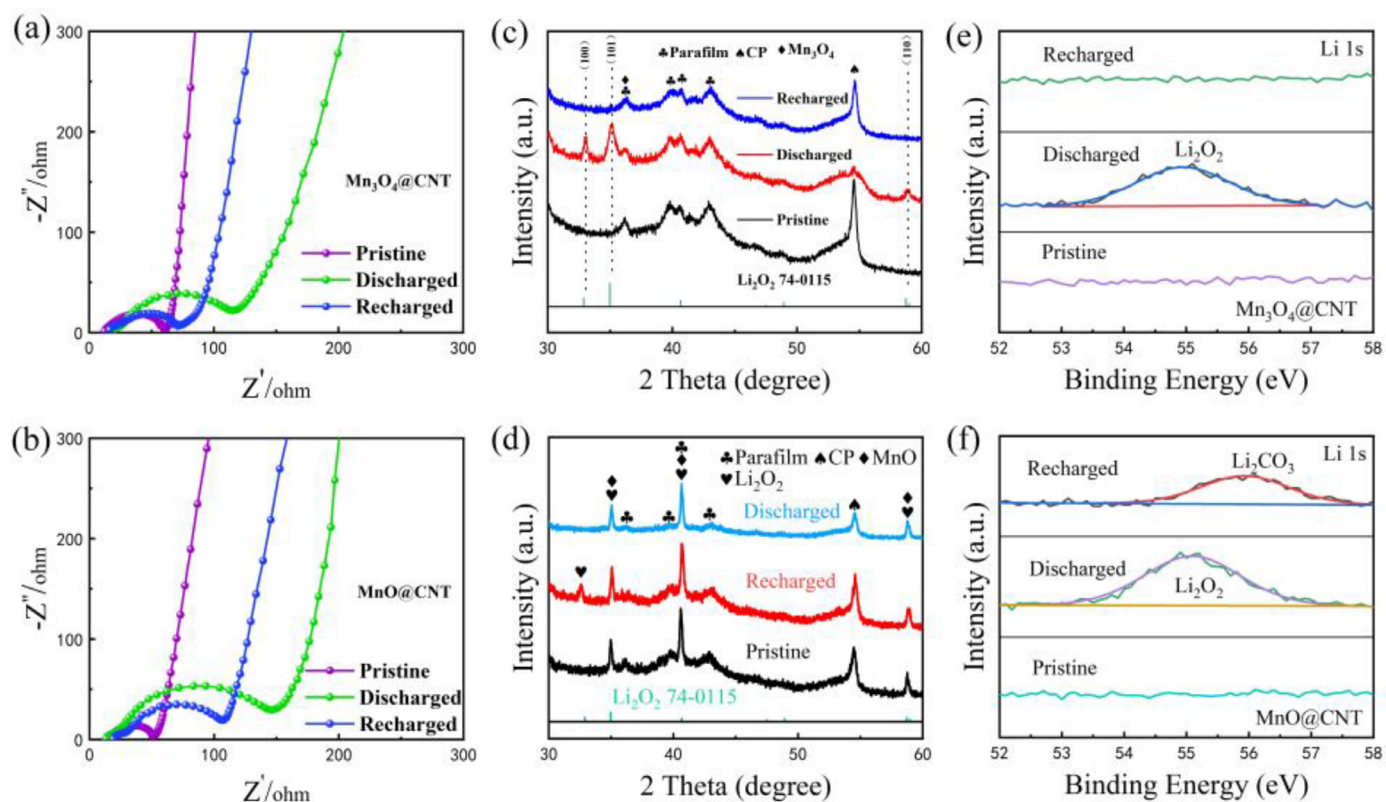 (a)
300
200
100
0
-Z''/ohm
Mn₃O₄@CNT
Pristine
Discharged
Recharged
0 100 200 300
Z'/ohm
(c)
(100)
(101)
(110)
♣Parafilm ♠CP ♦Mn₃O₄
♦
♣
♣
♣
♣
♠
Recharged
Discharged
Pristine
Li₂O₂ 74-0115
Intensity (a.u.)
30 40 50 60
2 Theta (degree)
(e)
Li 1s
Recharged
Discharged
Li₂O₂
Pristine
Mn₃O₄@CNT
Intensity (a.u.)
52 53 54 55 56 57 58
Binding Energy (eV)
(b)
300
200
100
0
-Z''/ohm
MnO@CNT
Pristine
Discharged
Recharged
0 100 200 300
Z'/ohm
(d)
♣Parafilm ♠CP ♦MnO
♥Li₂O₂
♦
♥
♣
♣
♣
♦
♥
♣
♠
♦
♥
Discharged
♥
Recharged
Pristine
Li₂O₂ 74-0115
Intensity (a.u.)
30 40 50 60
2 Theta (degree)
(f)
Li 1s
Recharged
Li₂CO₃
Discharged
Li₂O₂
Pristine
MnO@CNT
Intensity (a.u.)
52 53 54 55 56 57 58
Binding Energy (eV)